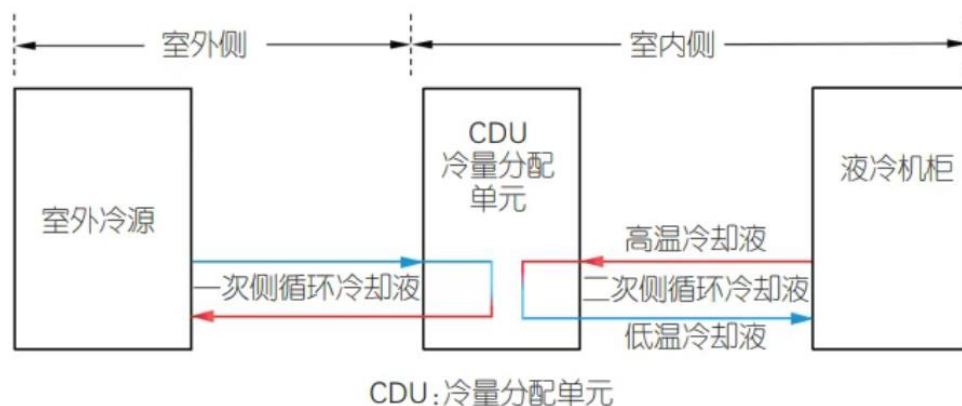 室外侧
室内侧
室外冷源
CDU
冷量分配
单元
液冷机柜
高温冷却液
一次侧循环冷却液
二次侧循环冷却液
低温冷却液
CDU:冷量分配单元